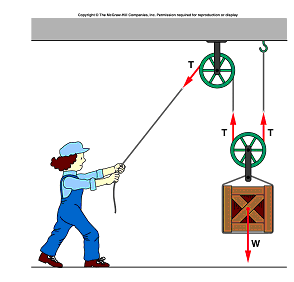 Copyright © The McGraw-Hill Companies, Inc. Permission required for reproduction or display.
T
T
T
W